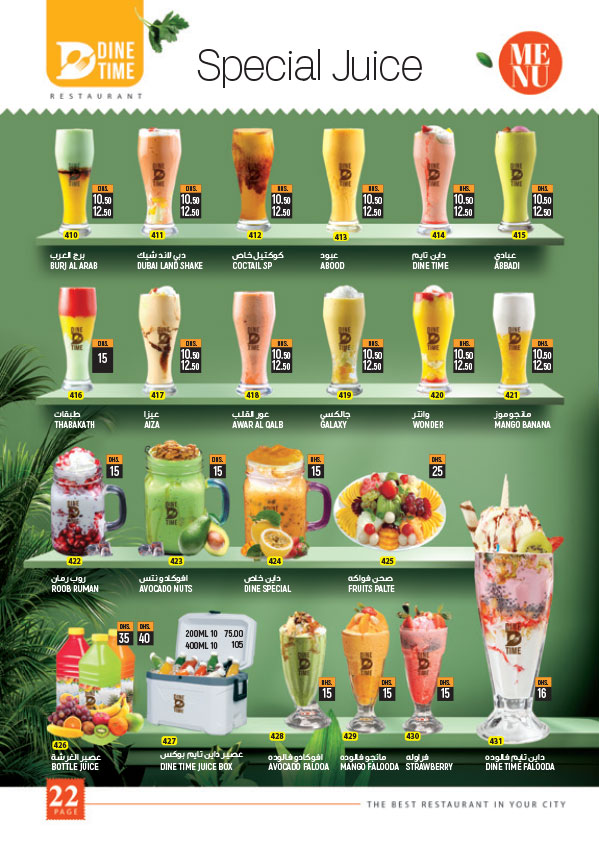 DINE
TIME
RESTAURANT
Special Juice
ME
NU
DHS.
10.50
12.50
DHS.
10.50
12.50
DHS.
10.50
12.50
DHS.
10.50
12.50
DHS.
10.50
12.50
DHS.
10.50
12.50
410
411
412
413
414
415
برج العرب
BURJ AL ARAB
دبي لاند شيك
DUBAI LAND SHAKE
كوكتيل خاص
COCTAIL SP
عبود
ABOOD
داين تايم
DINE TIME
عبادي
ABBADI
DHS.
15
DHS.
10.50
12.50
DHS.
10.50
12.50
DHS.
10.50
12.50
DHS.
10.50
12.50
DHS.
10.50
12.50
416
417
418
419
420
421
طبقات
THABAKATH
عيزا
AIZA
عور القلب
AWAR AL QALB
جالكسي
GALAXY
وانتر
WONDER
مانجو موز
MANGO BANANA
DHS.
15
DHS.
15
DHS.
15
DHS.
25
422
423
424
425
روب رمان
ROOB RUMAN
افوكادو نتس
AVOCADO NUTS
داين خاص
DINE SPECIAL
صحن فواكه
FRUITS PALTE
DHS.
35
DHS.
40
200ML 10 75.00
400ML 10 105
DHS.
15
DHS.
15
DHS.
15
DHS.
16
426
427
428
429
430
431
عصير الغرشة
BOTTLE JUICE
عصير داين تايم بوكس
DINE TIME JUICE BOX
افوكادو فالوده
AVOCADO FALOOA
مانجو فالوده
MANGO FALOODA
فراوله
STRAWBERRY
داين تايم فالوده
DINE TIME FALOODA
22
PAGE
THE BEST RESTAURANT IN YOUR CITY